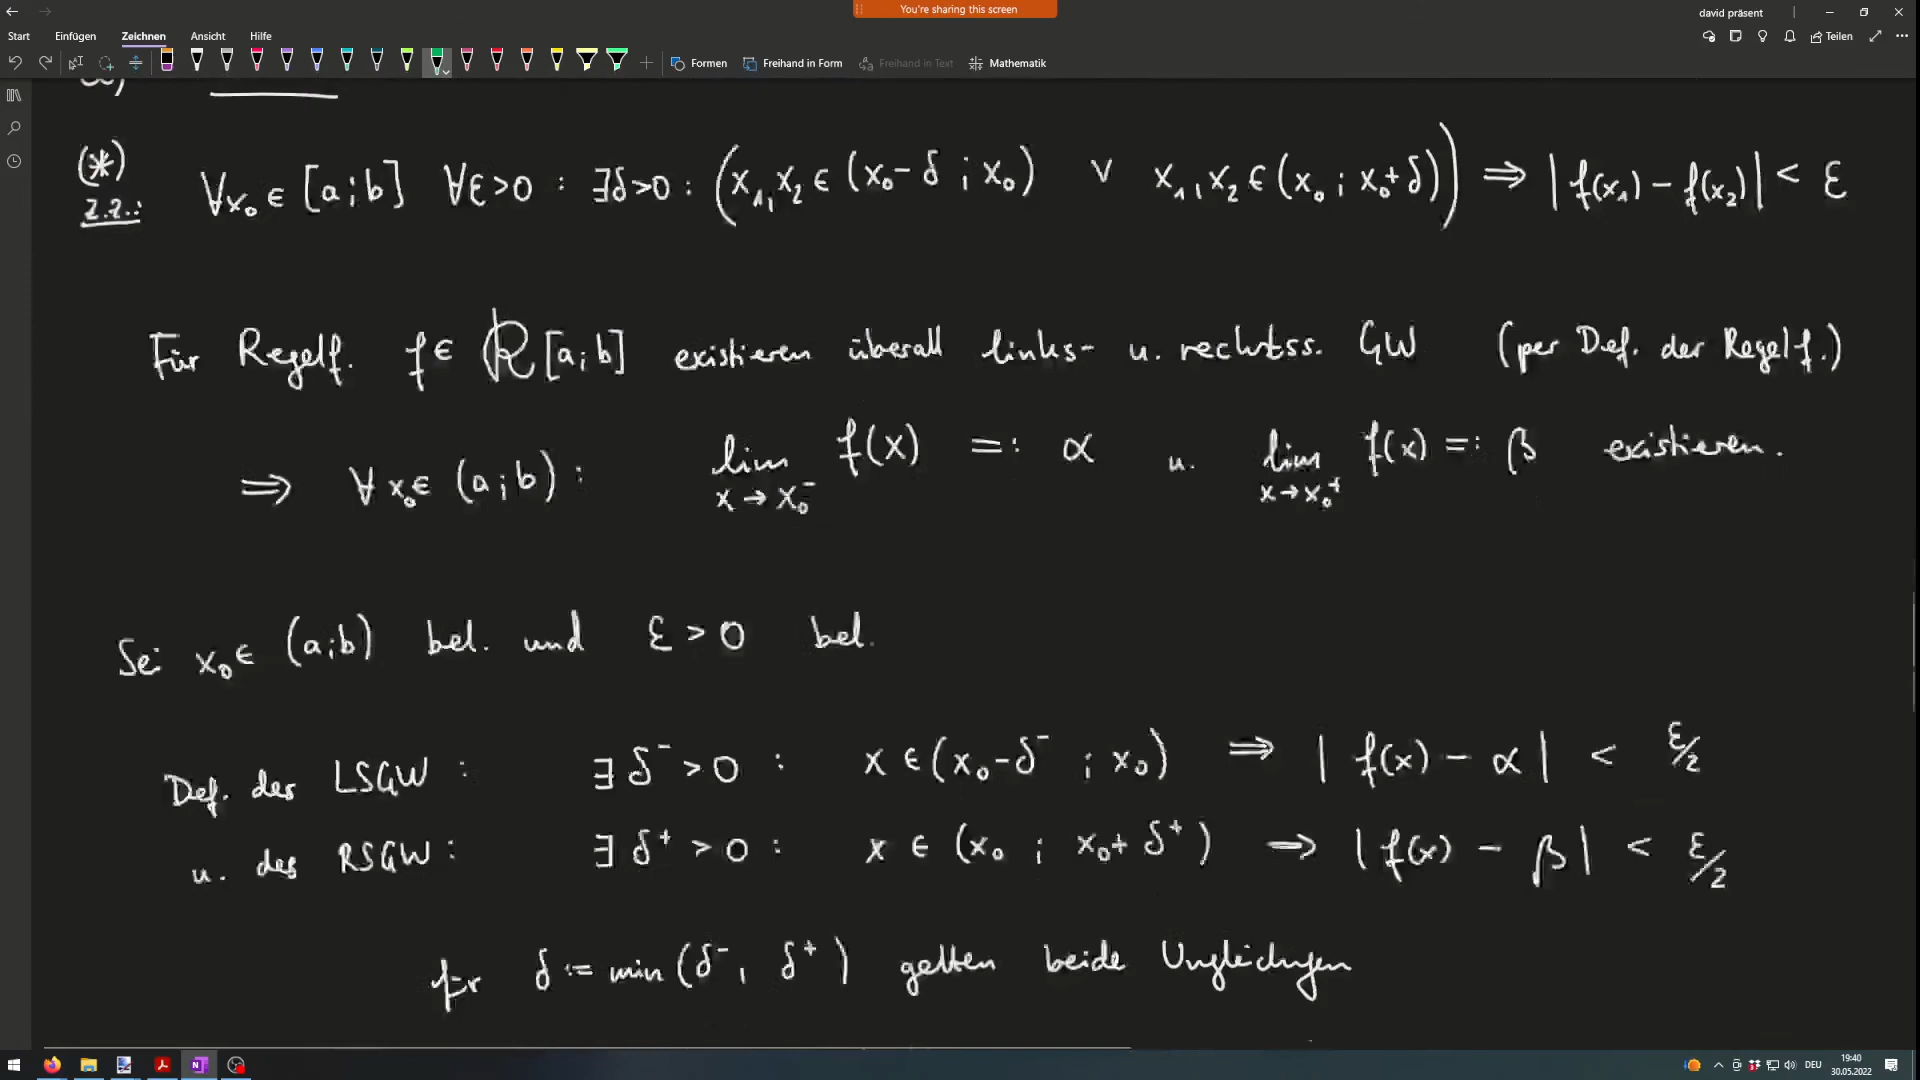 You're sharing this screen
david präsent
Start Einfügen Zeichnen Ansicht Hilfe
Teilen
Formen Freihand in Form Freihand in Text Mathematik
(*) ∀x₀ ∈ [a;b] ∀ε>0 : ∃δ>0 : (x₁,x₂ ∈ (x₀-δ ; x₀) ∨ x₁,x₂ ∈ (x₀ ; x₀+δ)) ⇒ |f(x₁) - f(x₂)| < ε
z.z.:
Für Regelf. f ∈ R[a;b] existieren überall links- u. rechtss. GW (per Def. der Regelf.)
⇒ ∀x₀∈ (a;b) : lim x→x₀⁻ f(x) =: α u. lim x→x₀⁺ f(x) =: β existieren.
Sei x₀∈ (a;b) bel. und ε > 0 bel.
Def. des LSGW : ∃ δ⁻ > 0 : x ∈ (x₀-δ⁻ ; x₀) ⇒ | f(x) - α | < ε/2
u. des RSGW : ∃ δ⁺ > 0 : x ∈ (x₀ ; x₀+ δ⁺) ⇒ | f(x) - β | < ε/2
für δ := min (δ⁻, δ⁺) gelten beide Ungleichungen
DEU
19:40
30.05.2022